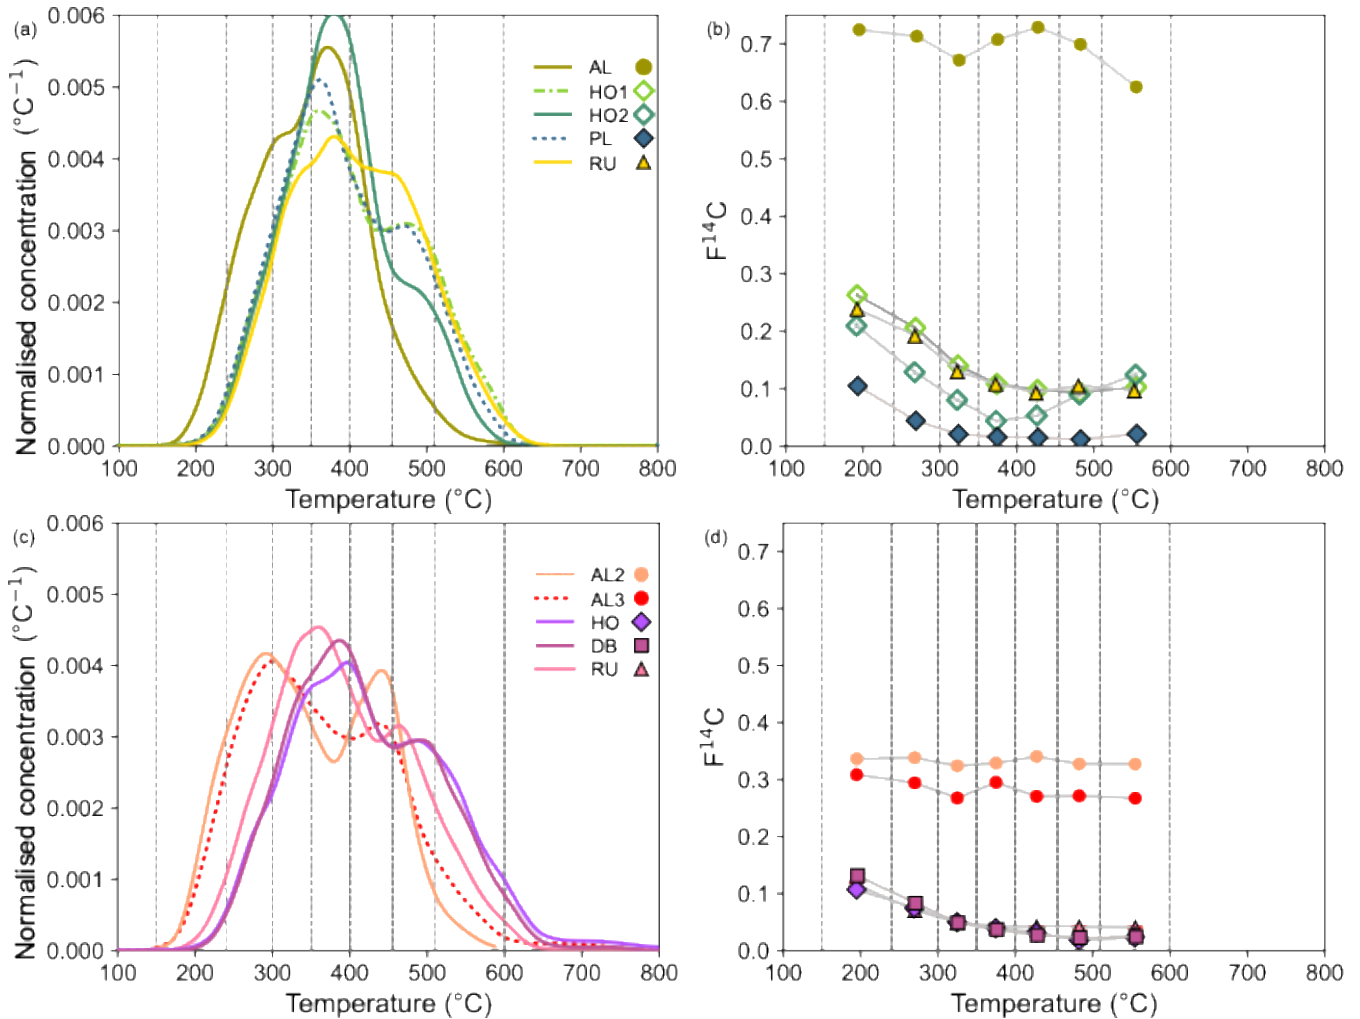 (a)
0.006
0.005
0.004
0.003
0.002
0.001
0.000
Normalised concentration (°C⁻¹)
AL
HO1
HO2
PL
RU
100 200 300 400 500 600 700 800
Temperature (°C)
(b)
0.7
0.6
0.5
0.4
0.3
0.2
0.1
0.0
F¹⁴C
100 200 300 400 500 600 700 800
Temperature (°C)
(c)
0.006
0.005
0.004
0.003
0.002
0.001
0.000
Normalised concentration (°C⁻¹)
AL2
AL3
HO
DB
RU
100 200 300 400 500 600 700 800
Temperature (°C)
(d)
0.7
0.6
0.5
0.4
0.3
0.2
0.1
0.0
F¹⁴C
100 200 300 400 500 600 700 800
Temperature (°C)